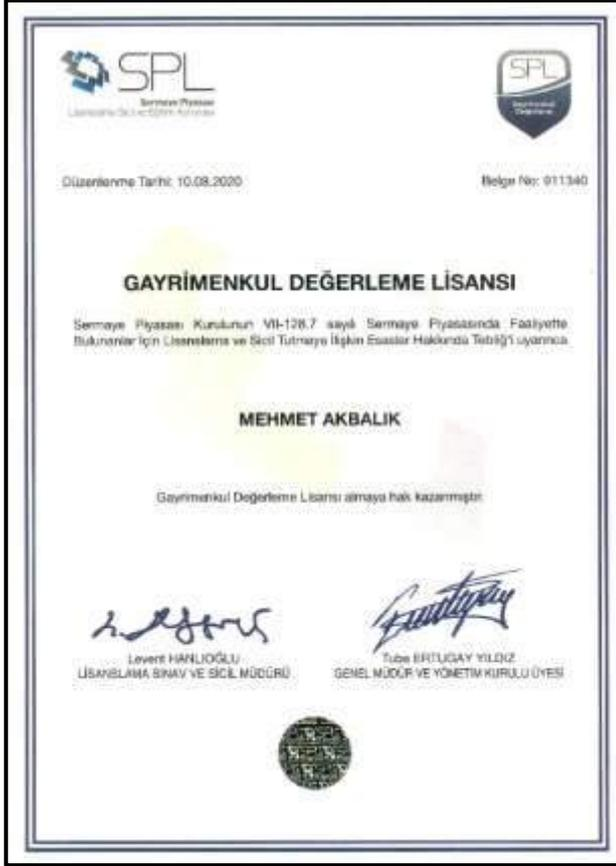 SPL
Sermaye Piyasası
Lisanslama Sicil ve Eğitim Kuruluşu
SPL
Gayrimenkul
Değerleme
Düzenlenme Tarihi: 10.08.2020
Belge No: 911340
GAYRİMENKUL DEĞERLEME LİSANSI
Sermaye Piyasası Kurulunun VII-128.7 sayılı Sermaye Piyasasında Faaliyette
Bulunanlar İçin Lisanslama ve Sicil Tutmaya İlişkin Esaslar Hakkında Tebliğ'i uyarınca
MEHMET AKBALIK
Gayrimenkul Değerleme Lisansı almaya hak kazanmıştır.
Levent HANLIOĞLU
LİSANSLAMA SINAV VE SİCİL MÜDÜRÜ
Tuba ERTUGAY YILDIZ
GENEL MÜDÜR VE YÖNETİM KURULU ÜYESİ